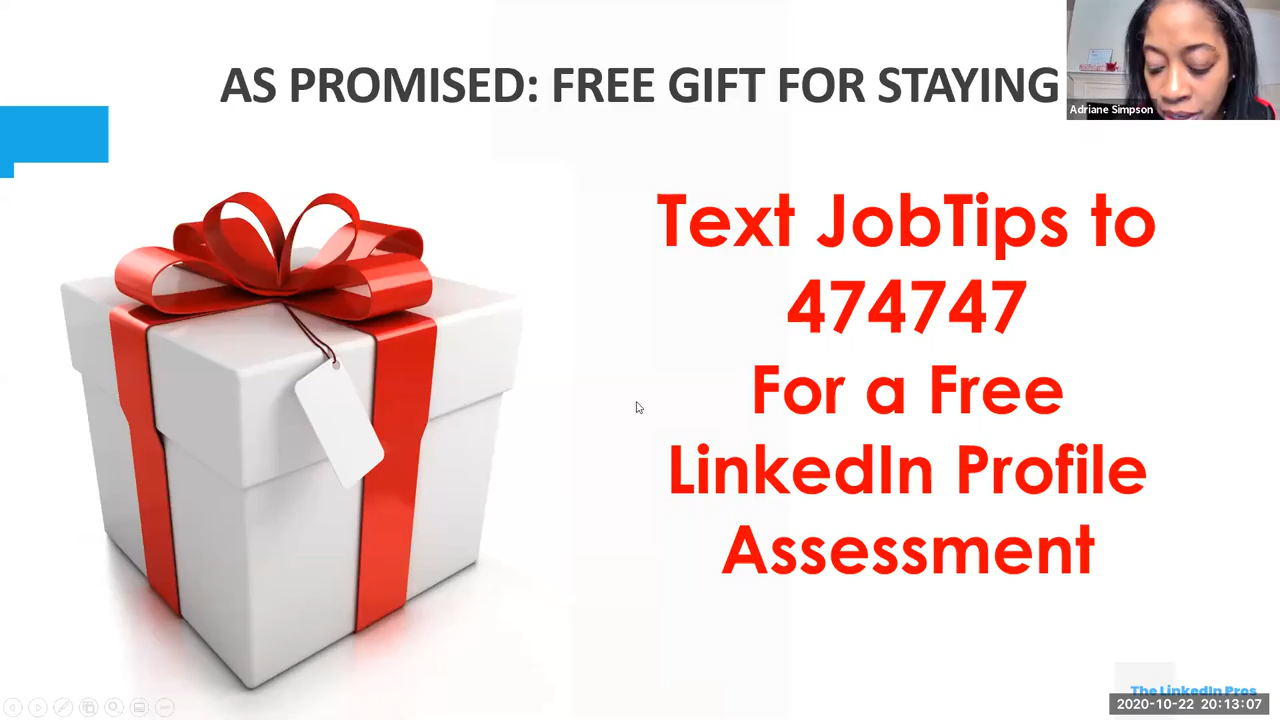 AS PROMISED: FREE GIFT FOR STAYING
Adriane Simpson
Text JobTips to
474747
For a Free
LinkedIn Profile
Assessment
The LinkedIn Pros
2020-10-22 20:13:07